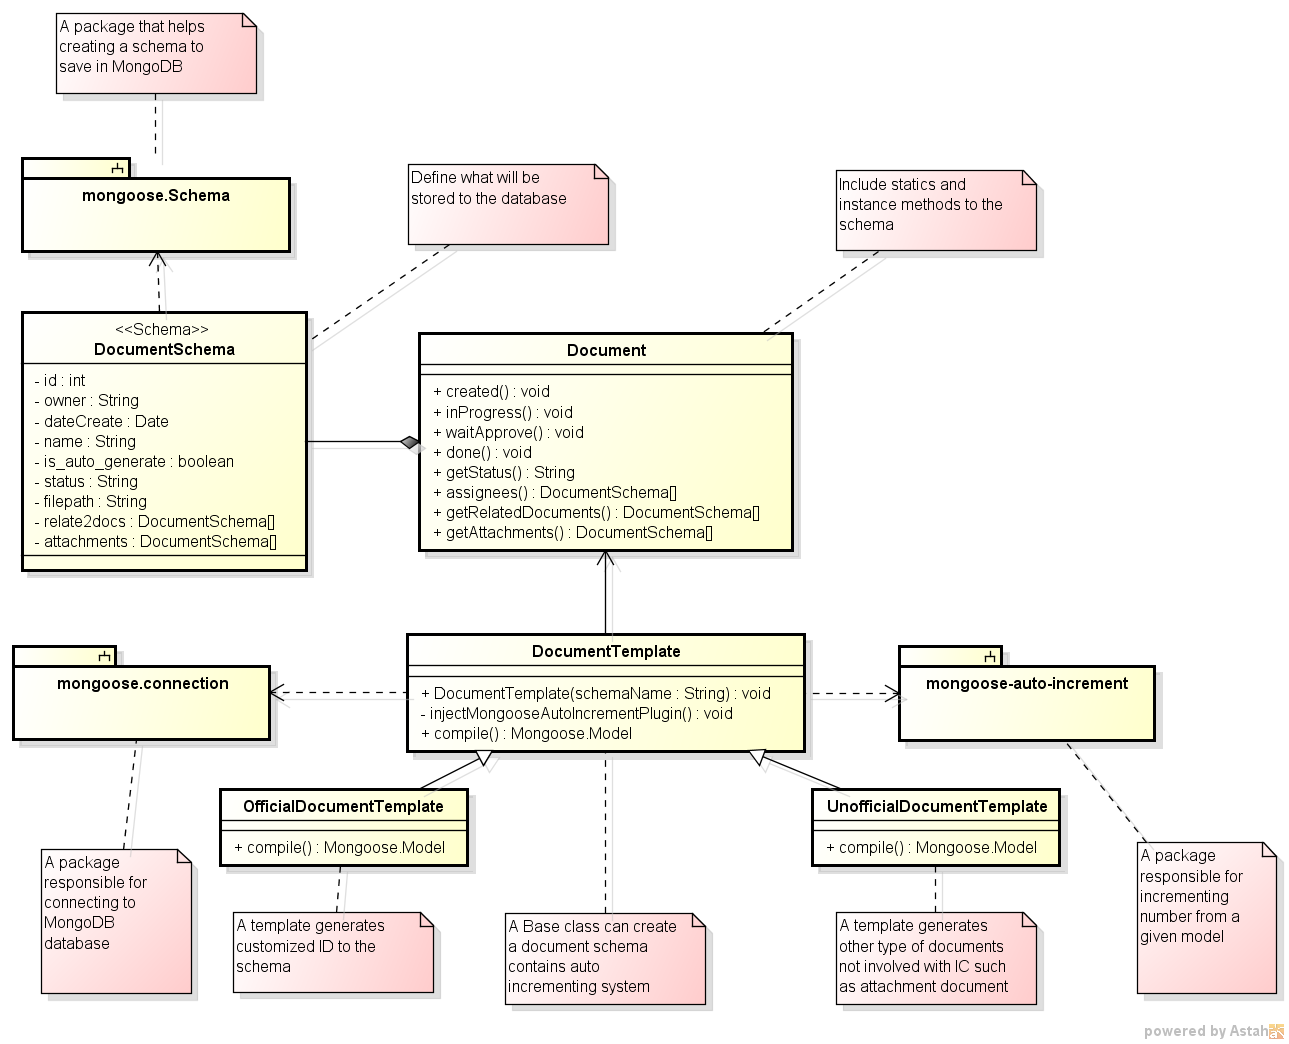 A package that helps
creating a schema to
save in MongoDB
mongoose.Schema
Define what will be
stored to the database
Include statics and
instance methods to the
schema
<<Schema>>
DocumentSchema
- id : int
- owner : String
- dateCreate : Date
- name : String
- is_auto_generate : boolean
- status : String
- filepath : String
- relate2docs : DocumentSchema[]
- attachments : DocumentSchema[]
Document
+ created() : void
+ inProgress() : void
+ waitApprove() : void
+ done() : void
+ getStatus() : String
+ assignees() : DocumentSchema[]
+ getRelatedDocuments() : DocumentSchema[]
+ getAttachments() : DocumentSchema[]
mongoose.connection
DocumentTemplate
+ DocumentTemplate(schemaName : String) : void
- injectMongooseAutoIncrementPlugin() : void
+ compile() : Mongoose.Model
mongoose-auto-increment
OfficialDocumentTemplate
+ compile() : Mongoose.Model
UnofficialDocumentTemplate
+ compile() : Mongoose.Model
A package
responsible for
connecting to
MongoDB
database
A template generates
customized ID to the
schema
A Base class can create
a document schema
contains auto
incrementing system
A template generates
other type of documents
not involved with IC such
as attachment document
A package
responsible for
incrementing
number from a
given model
powered by Astah